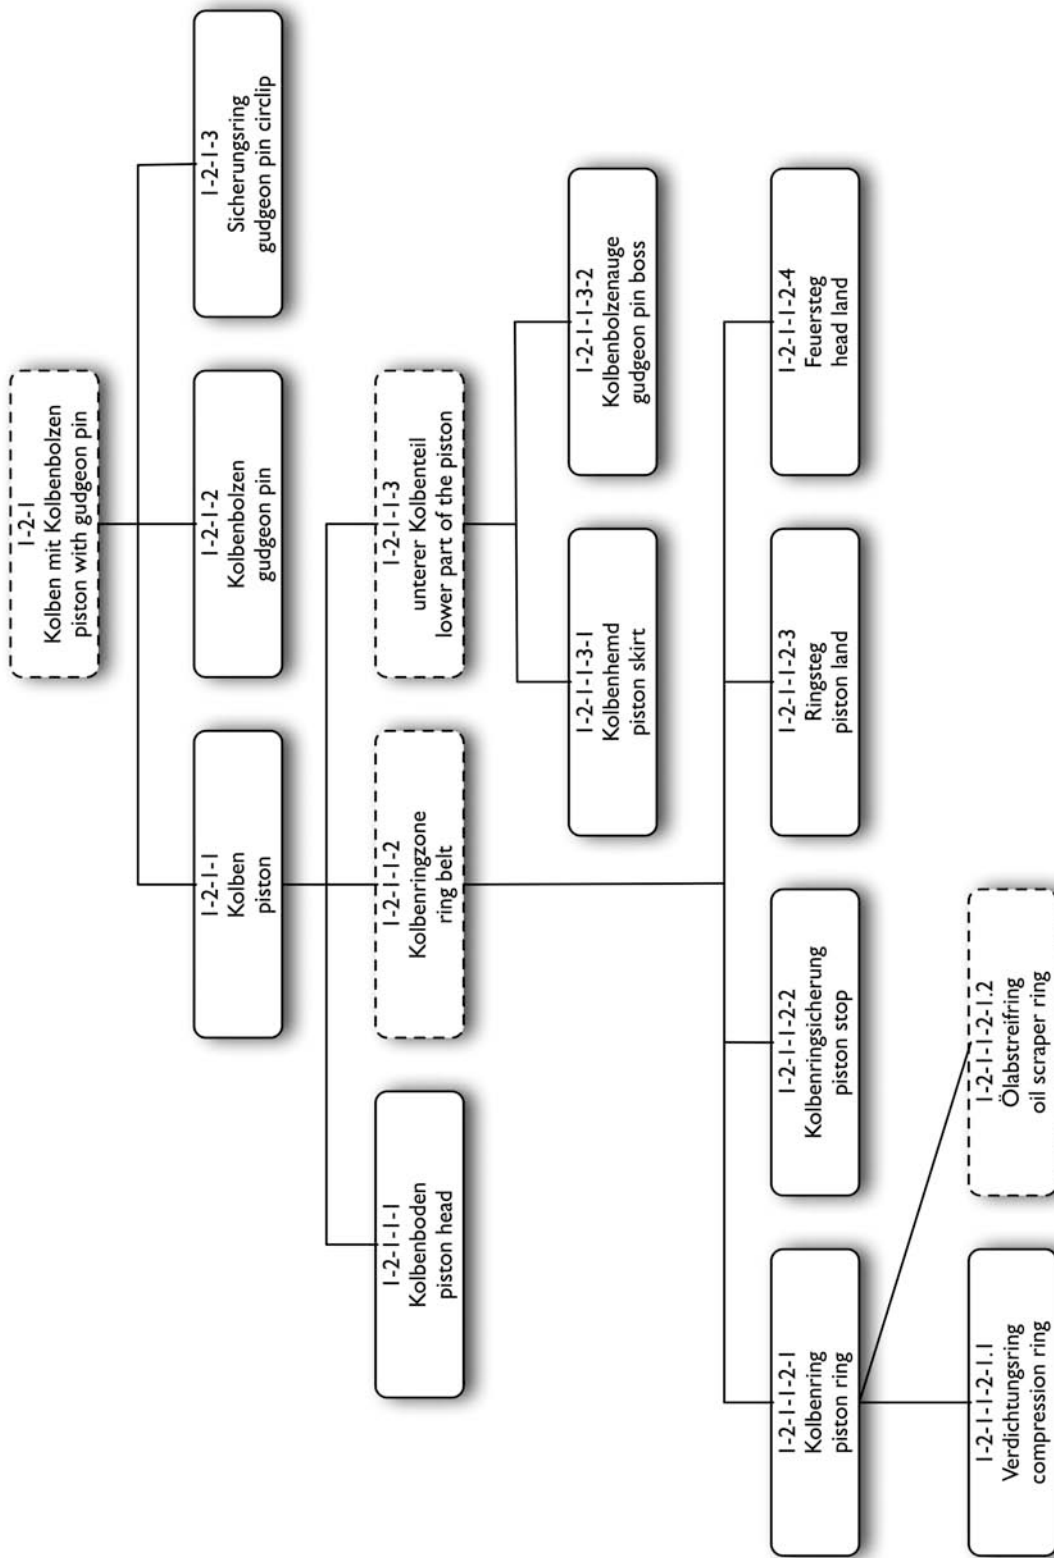 1-2-1
Kolben mit Kolbenbolzen
piston with gudgeon pin
1-2-1-1
Kolben
piston
1-2-1-2
Kolbenbolzen
gudgeon pin
1-2-1-3
Sicherungsring
gudgeon pin circlip
1-2-1-1-1
Kolbenboden
piston head
1-2-1-1-2
Kolbenringzone
ring belt
1-2-1-1-3
unterer Kolbenteil
lower part of the piston
1-2-1-1-3-1
Kolbenhemd
piston skirt
1-2-1-1-3-2
Kolbenbolzenauge
gudgeon pin boss
1-2-1-1-2-1
Kolbenring
piston ring
1-2-1-1-2-2
Kolbenringsicherung
piston stop
1-2-1-1-2-3
Ringsteg
piston land
1-2-1-1-2-4
Feuersteg
head land
1-2-1-1-2-1.1
Verdichtungsring
compression ring
1-2-1-1-2-1.2
Ölabstreifring
oil scraper ring